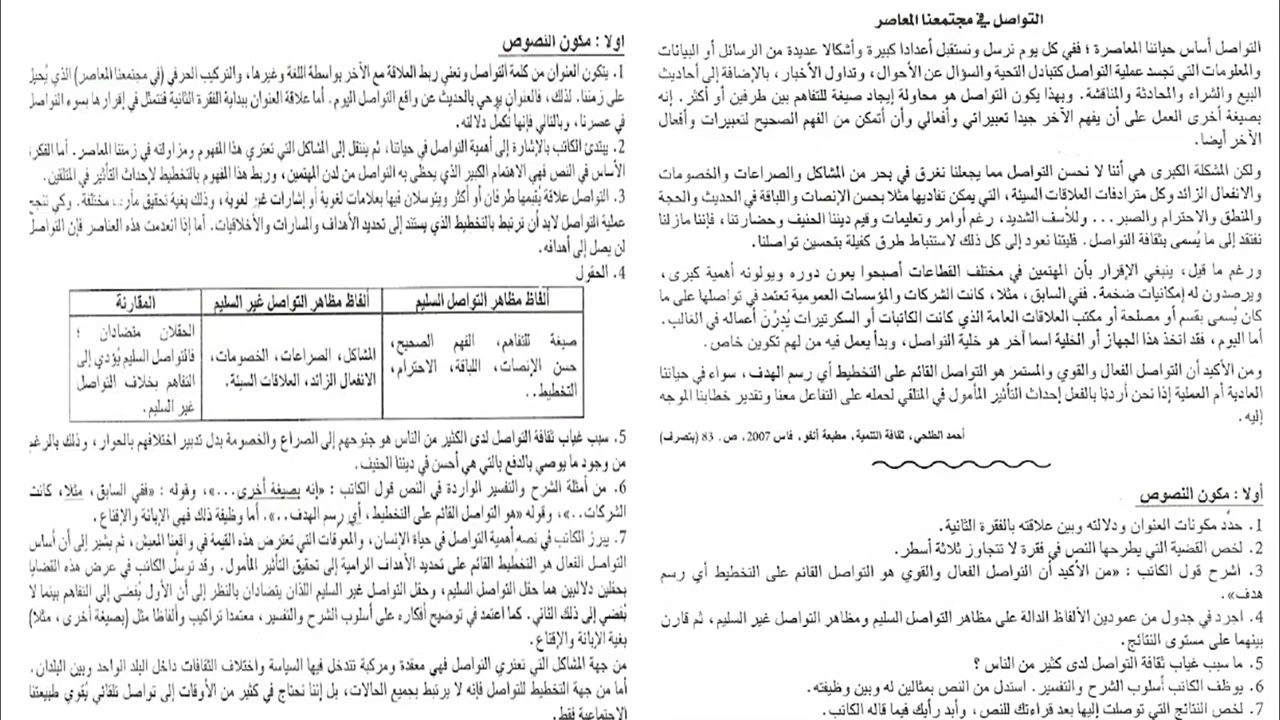 التواصل في مجتمعنا المعاصر
التواصل أساس حياتنا المعاصرة ؛ ففي كل يوم نرسل ونستقبل أعدادا كبيرة وأشكالا عديدة من الرسائل أو البيانات
والمعلومات التي تجسد عملية التواصل كتبادل التحية والسؤال عن الأحوال، وتداول الأخبار، بالإضافة إلى أحاديث
البيع والشراء والمحادثة والمناقشة. وبهذا يكون التواصل هو محاولة إيجاد صيغة للتفاهم بين طرفين أو أكثر. إنه
بصيغة أخرى العمل على أن يفهم الآخر جيدا تعبيراتي وأفعالي وأن أتمكن من الفهم الصحيح لتعبيرات وأفعال
الآخر أيضا.
ولكن المشكلة الكبرى هي أننا لا نحسن التواصل مما يجعلنا نغرق في بحر من المشاكل والصراعات والخصومات
والانفعال الزائد وكل مترادفات العلاقات السيئة، التي يمكن تفاديها مثلا بحسن الإنصات واللباقة في الحديث والحجة
والمنطق والاحترام والصبر... وللأسف الشديد، رغم أوامر وتعليمات وقيم ديننا الحنيف وحضارتنا، فإننا مازلنا
نفتقد إلى ما يُسمى بثقافة التواصل. فليتنا نعود إلى كل ذلك لاستنباط طرق كفيلة بتحسين تواصلنا.
ورغم ما قيل، ينبغي الإقرار بأن المهتمين في مختلف القطاعات أصبحوا يعون دوره ويولونه أهمية كبرى،
ويرصدون له إمكانيات ضخمة. ففي السابق، مثلا، كانت الشركات والمؤسسات العمومية تعتمد في تواصلها على ما
كان يُسمى بقسم أو مصلحة أو مكتب العلاقات العامة الذي كانت الكاتبات أو السكرتيرات يُدِرْنَ أعماله في الغالب.
أما اليوم، فقد اتخذ هذا الجهاز أو الخلية اسما آخر هو خلية التواصل، وبدأ يعمل فيه من لهم تكوين خاص.
ومن الأكيد أن التواصل الفعال والقوي والمستمر هو التواصل القائم على التخطيط أي رسم الهدف، سواء في حياتنا
العادية أم العملية إذا نحن أردنا بالفعل إحداث التأثير المأمول في المتلقي لحمله على التفاعل معنا وتقدير خطابنا الموجه
إليه.
أحمد الطلحي، ثقافة التنمية، مطبعة أنفو، فاس 2007، ص. 83 (بتصرف)
أولا : مكون النصوص
1. حدّد مكونات العنوان ودلالته وبين علاقته بالفقرة الثانية.
2. لخص القضية التي يطرحها النص في فقرة لا تتجاوز ثلاثة أسطر.
3. اشرح قول الكاتب : «من الأكيد أن التواصل الفعال والقوي هو التواصل القائم على التخطيط أي رسم
هدف».
4. اجرد في جدول من عمودين الألفاظ الدالة على مظاهر التواصل السليم ومظاهر التواصل غير السليم، ثم قارن
بينهما على مستوى النتائج.
5. ما سبب غياب ثقافة التواصل لدى كثير من الناس ؟
6. يوظف الكاتب أسلوب الشرح والتفسير. استدل من النص بمثالين له وبين وظيفته.
7. لخص النتائج التي توصلت إليها بعد قراءتك للنص، وأبد رأيك فيما قاله الكاتب.
أولا : مكون النصوص
1. يتكون العنوان من كلمة التواصل وتعني ربط العلاقة مع الآخر بواسطة اللغة وغيرها، والتركيب الحرفي (في مجتمعنا المعاصر) الذي يُحيل
على زمننا. لذلك، فالعنوان يوحي بالحديث عن واقع التواصل اليوم. أما علاقة العنوان ببداية الفقرة الثانية فتتمثل في إقرارها بسوء التواصل
في عصرنا، وبالتالي فإنها تُكمل دلالته.
2. يبتدئ الكاتب بالإشارة إلى أهمية التواصل في حياتنا، ثم ينتقل إلى المشاكل التي تعتري هذا المفهوم ومزاولته في زمننا المعاصر. أما الفكرة
الأساس في النص فهي الاهتمام الكبير الذي يحظى به التواصل من لدن المهتمين، وربط هذا المفهوم بالتخطيط لإحداث التأثير في المتلقين.
3. التواصل علاقة يُقيمها طرفان أو أكثر ويتوسلان فيها بعلامات لغوية أو إشارات غير لغوية، وذلك بغية تحقيق مآرب مختلفة. وكي تنجح
عملية التواصل لابد أن ترتبط بالتخطيط الذي يستند إلى تحديد الأهداف والمسارات والأخلاقيات. أما إذا انعدمت هذه العناصر فإن التواصل
لن يصل إلى أهدافه.
4. الحقول
ألفاظ مظاهر التواصل السليم ألفاظ مظاهر التواصل غير السليم المقارنة
صيغة للتفاهم، الفهم الصحيح،
حسن الإنصات، اللباقة، الاحترام،
التخطيط..
المشاكل، الصراعات، الخصومات،
الانفعال الزائد، العلاقات السيئة.
الحقلان متضادان ؛
فالتواصل السليم يُؤدي إلى
التفاهم بخلاف التواصل
غير السليم.
5. سبب غياب ثقافة التواصل لدى الكثير من الناس هو جنوحهم إلى الصراع والخصومة بدل تدبير اختلافهم بالحوار، وذلك بالرغم
من وجود ما يوصي بالدفع بالتي هي أحسن في ديننا الحنيف.
6. من أمثلة الشرح والتفسير الواردة في النص قول الكاتب : «إنه بصيغة أخرى...»، وقوله : «ففي السابق، مثلا، كانت
الشركات..»، وقوله «هو التواصل القائم على التخطيط، أي رسم الهدف..». أما وظيفة ذلك فهي الإبانة والإقناع.
7. يبرز الكاتب في نصه أهمية التواصل في حياة الإنسان، والمعوقات التي تعترض هذه القيمة في واقعنا المعيش، ثم يشير إلى أن أساس
التواصل الفعال هو التخطيط القائم على تحديد الأهداف الرامية إلى تحقيق التأثير المأمول. وقد توسل الكاتب في عرض هذه القضايا
بحقلين دلاليين هما حقل التواصل السليم، وحقل التواصل غير السليم اللذان يتضادان بالنظر إلى أن الأول يُفضي إلى التفاهم بينما لا
يُفضي إلى ذلك الثاني. كما اعتمد في توضيح أفكاره على أسلوب الشرح والتفسير، معتمدا تراكيب وألفاظا مثل (بصيغة أخرى، مثلا)
بغية الإبانة والإقناع.
من جهة المشاكل التي تعتري التواصل فهي معقدة ومركبة تتدخل فيها السياسة واختلاف الثقافات داخل البلد الواحد وبين البلدان.
أما من جهة التخطيط للتواصل فإنه لا يرتبط بجميع الحالات، بل إننا نحتاج في كثير من الأوقات إلى تواصل تلقائي يُقوي طبيعتنا
الاجتماعية فقط.